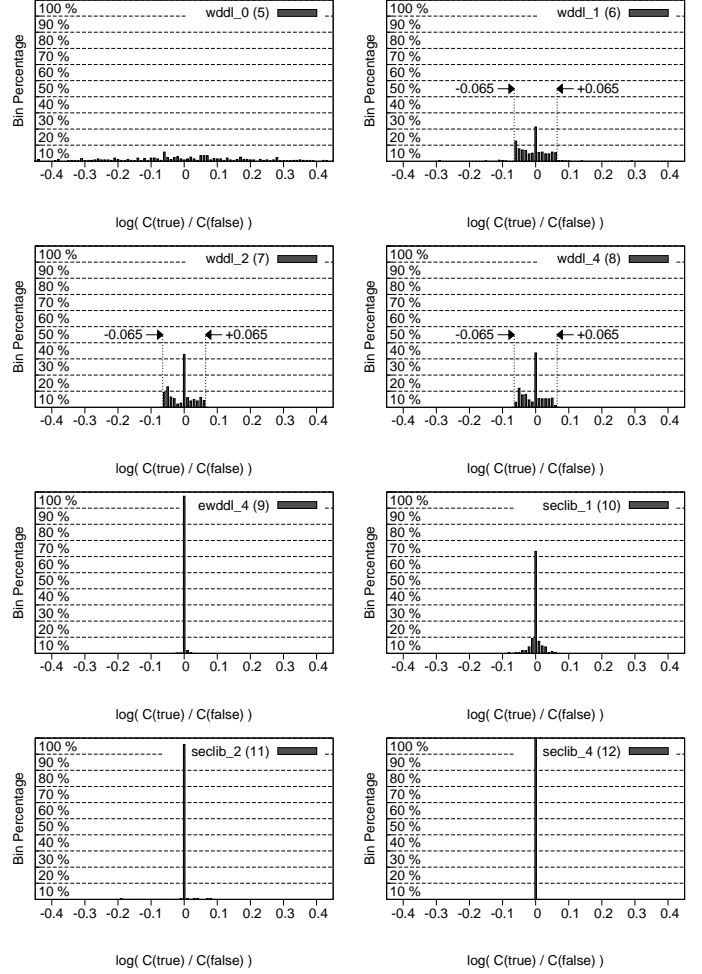 100 % wddl_0 (5)
90 %
80 %
70 %
60 %
50 %
40 %
30 %
20 %
10 %
Bin Percentage
-0.4 -0.3 -0.2 -0.1 0 0.1 0.2 0.3 0.4
log( C(true) / C(false) )
100 % wddl_1 (6)
90 %
80 %
70 %
60 %
50 % -0.065 +0.065
40 %
30 %
20 %
10 %
Bin Percentage
-0.4 -0.3 -0.2 -0.1 0 0.1 0.2 0.3 0.4
log( C(true) / C(false) )
100 % wddl_2 (7)
90 %
80 %
70 %
60 %
50 % -0.065 +0.065
40 %
30 %
20 %
10 %
Bin Percentage
-0.4 -0.3 -0.2 -0.1 0 0.1 0.2 0.3 0.4
log( C(true) / C(false) )
100 % wddl_4 (8)
90 %
80 %
70 %
60 %
50 % -0.065 +0.065
40 %
30 %
20 %
10 %
Bin Percentage
-0.4 -0.3 -0.2 -0.1 0 0.1 0.2 0.3 0.4
log( C(true) / C(false) )
100 % ewddl_4 (9)
90 %
80 %
70 %
60 %
50 %
40 %
30 %
20 %
10 %
Bin Percentage
-0.4 -0.3 -0.2 -0.1 0 0.1 0.2 0.3 0.4
log( C(true) / C(false) )
100 % seclib_1 (10)
90 %
80 %
70 %
60 %
50 %
40 %
30 %
20 %
10 %
Bin Percentage
-0.4 -0.3 -0.2 -0.1 0 0.1 0.2 0.3 0.4
log( C(true) / C(false) )
100 % seclib_2 (11)
90 %
80 %
70 %
60 %
50 %
40 %
30 %
20 %
10 %
Bin Percentage
-0.4 -0.3 -0.2 -0.1 0 0.1 0.2 0.3 0.4
log( C(true) / C(false) )
100 % seclib_4 (12)
90 %
80 %
70 %
60 %
50 %
40 %
30 %
20 %
10 %
Bin Percentage
-0.4 -0.3 -0.2 -0.1 0 0.1 0.2 0.3 0.4
log( C(true) / C(false) )